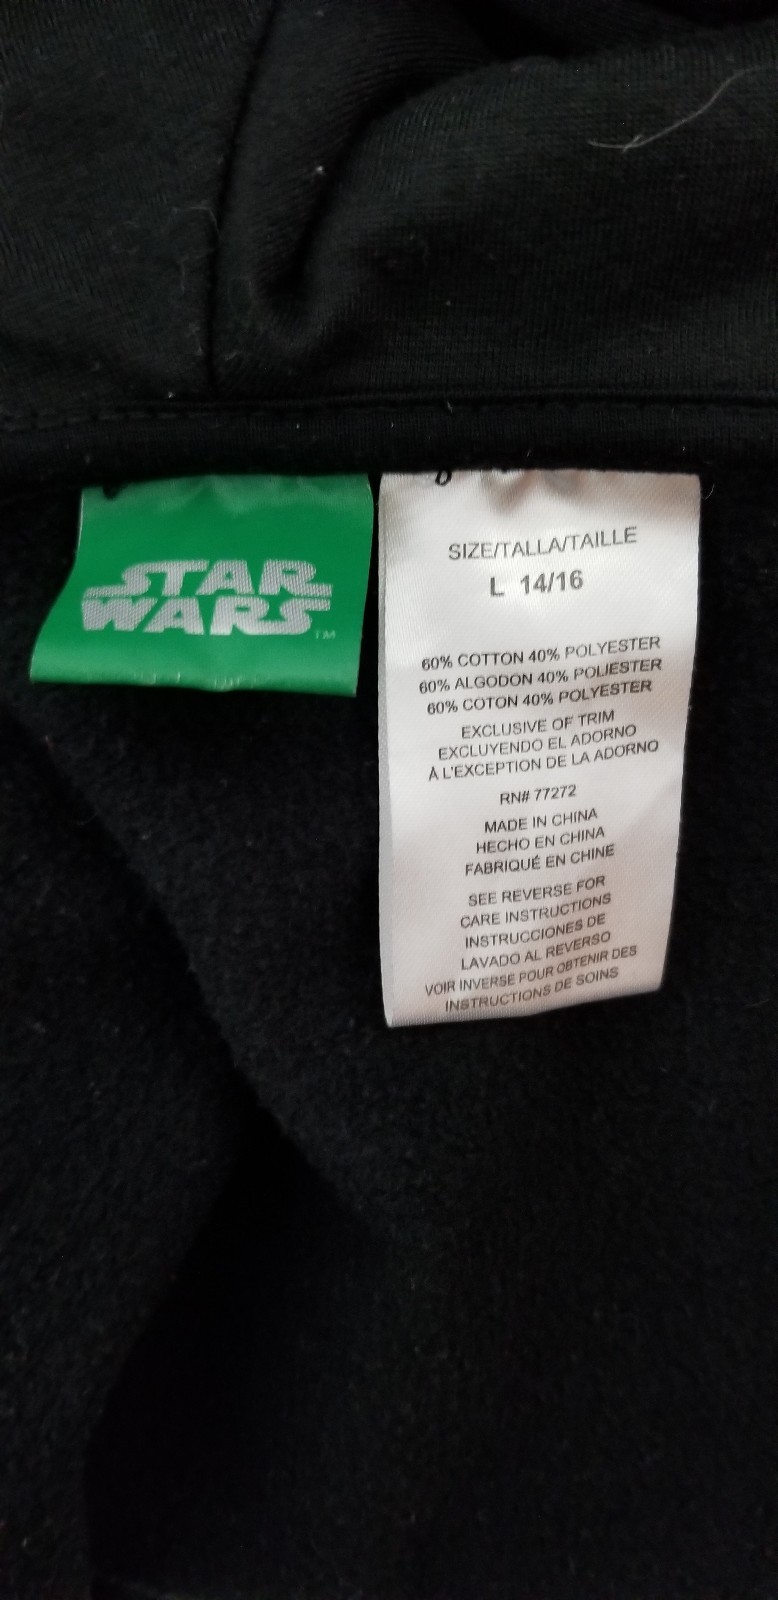 STAR
WARS
TM
SIZE/TALLA/TAILLE
L 14/16
60% COTTON 40% POLYESTER
60% ALGODON 40% POLIESTER
60% COTON 40% POLYESTER
EXCLUSIVE OF TRIM
EXCLUYENDO EL ADORNO
À L'EXCEPTION DE LA ADORNO
RN# 77272
MADE IN CHINA
HECHO EN CHINA
FABRIQUÉ EN CHINE
SEE REVERSE FOR
CARE INSTRUCTIONS
INSTRUCCIONES DE
LAVADO AL REVERSO
VOIR INVERSE POUR OBTENIR DES
INSTRUCTIONS DE SOINS